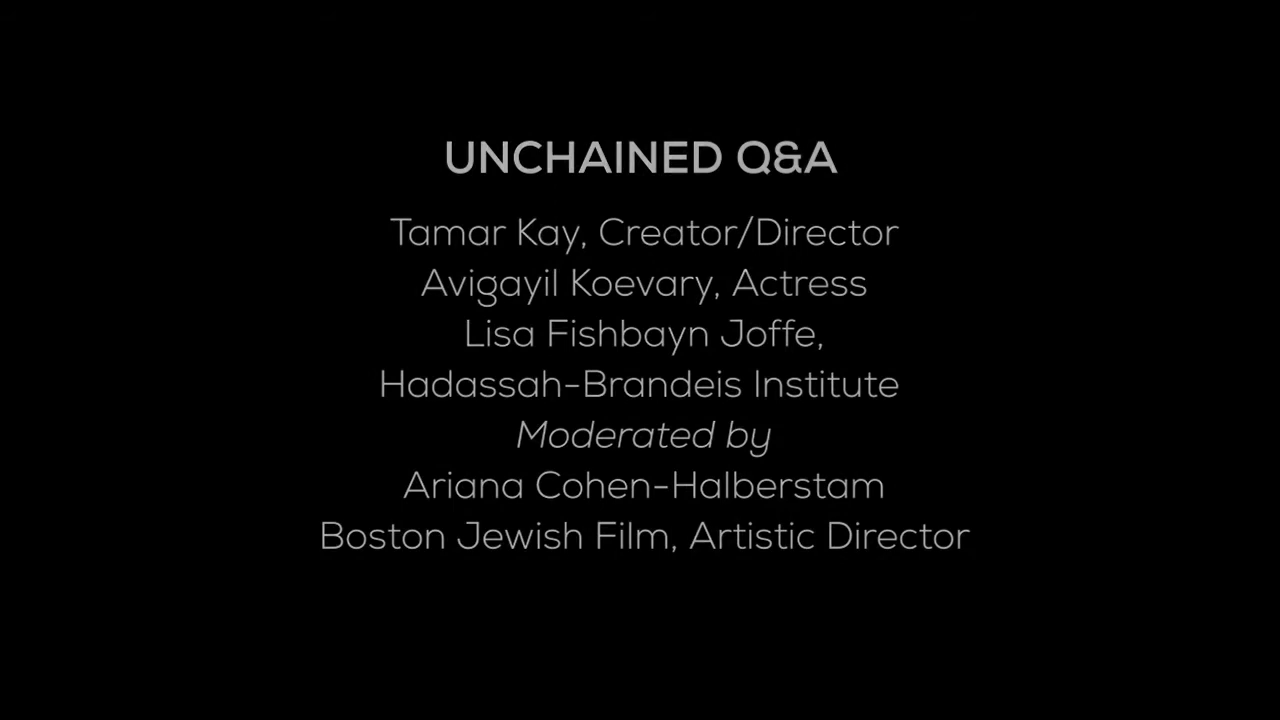 UNCHAINED Q&A
Tamar Kay, Creator/Director
Avigayil Koevary, Actress
Lisa Fishbayn Joffe,
Hadassah-Brandeis Institute
Moderated by
Ariana Cohen-Halberstam
Boston Jewish Film, Artistic Director